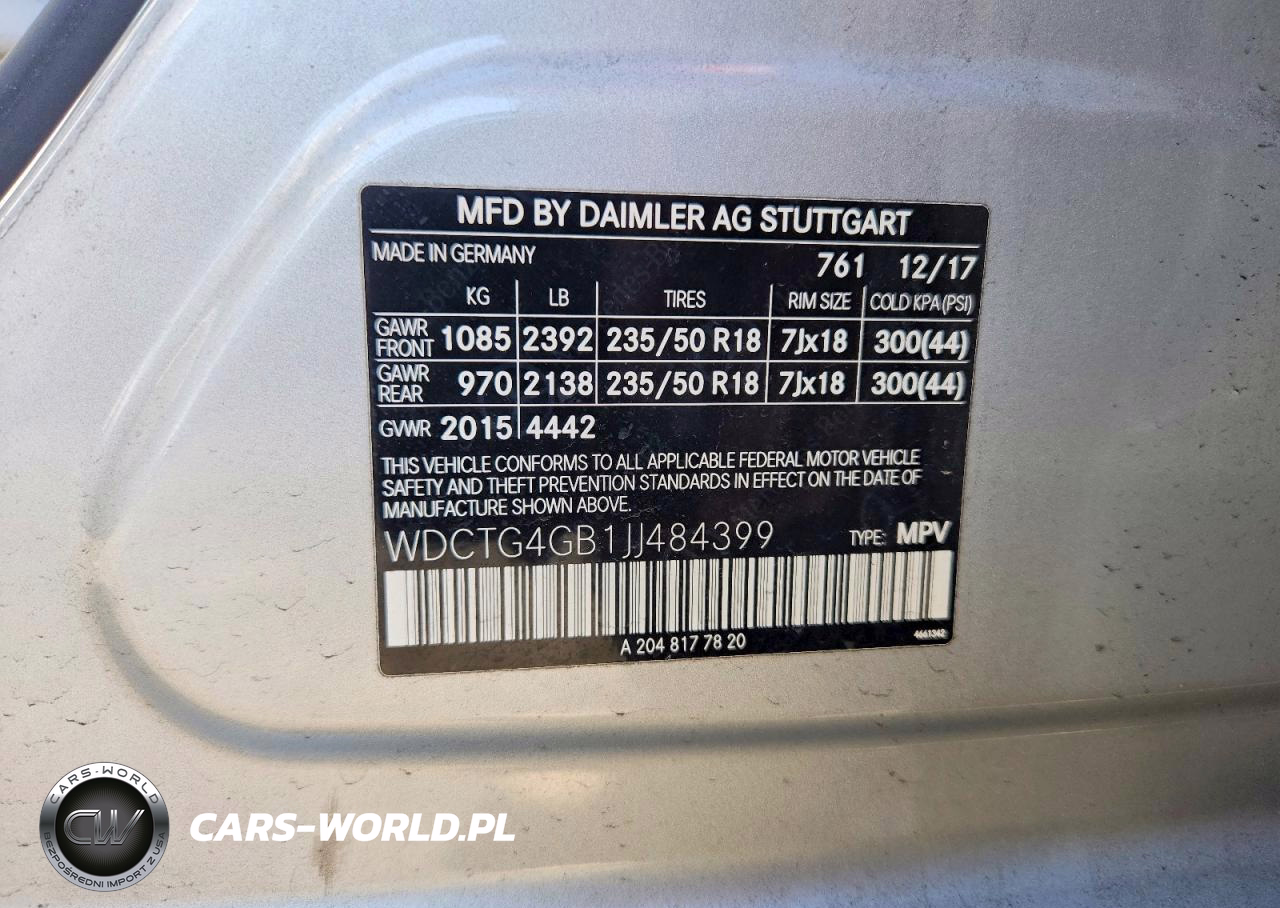 MFD BY DAIMLER AG STUTTGART
MADE IN GERMANY 761 12/17
KG LB TIRES RIM SIZE COLD KPA(PSI)
GAWR FRONT 1085 2392 235/50 R18 7Jx18 300(44)
GAWR REAR 970 2138 235/50 R18 7Jx18 300(44)
GVWR 2015 4442
THIS VEHICLE CONFORMS TO ALL APPLICABLE FEDERAL MOTOR VEHICLE
SAFETY AND THEFT PREVENTION STANDARDS IN EFFECT ON THE DATE OF
MANUFACTURE SHOWN ABOVE.
WDCTG4GB1JJ484399 TYPE: MPV
A 204 817 78 20 4661342
CARS-WORLD
CW
BEZPOŚREDNI IMPORT Z USA
CARS-WORLD.PL